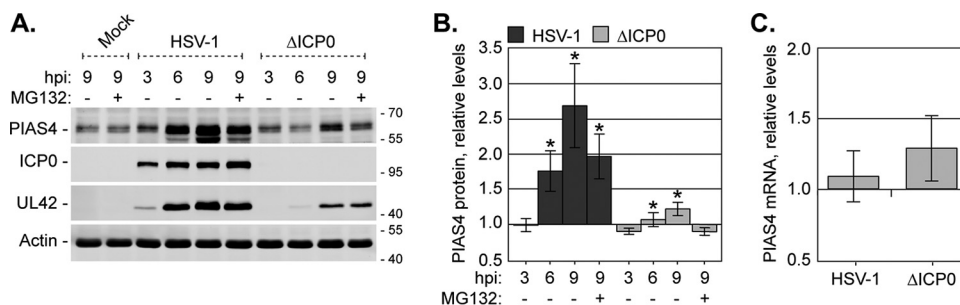 A.
Mock HSV-1 ΔICP0
hpi: 9 9 3 6 9 9 3 6 9 9
MG132: - + - - - + - - - +
PIAS4 -
- 70
- 55
ICP0 -
- 95
UL42 -
- 40
Actin -
- 55
- 40
B.
HSV-1 ΔICP0
PIAS4 protein, relative levels
3.5
3.0
2.5
2.0
1.5
1.0
0.5
* * * * * *
hpi: 3 6 9 9 3 6 9 9
MG132: - - - + - - - +
C.
PIAS4 mRNA, relative levels
2.0
1.5
1.0
0.5
HSV-1 ΔICP0